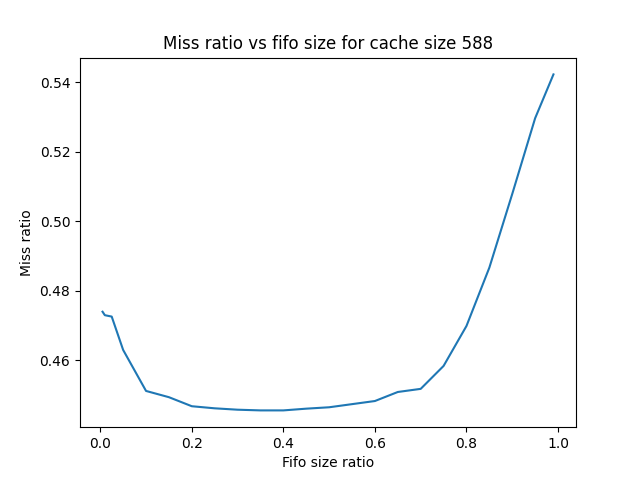 Miss ratio vs fifo size for cache size 588
0.54
0.52
0.50
0.48
0.46
Miss ratio
0.0 0.2 0.4 0.6 0.8 1.0
Fifo size ratio